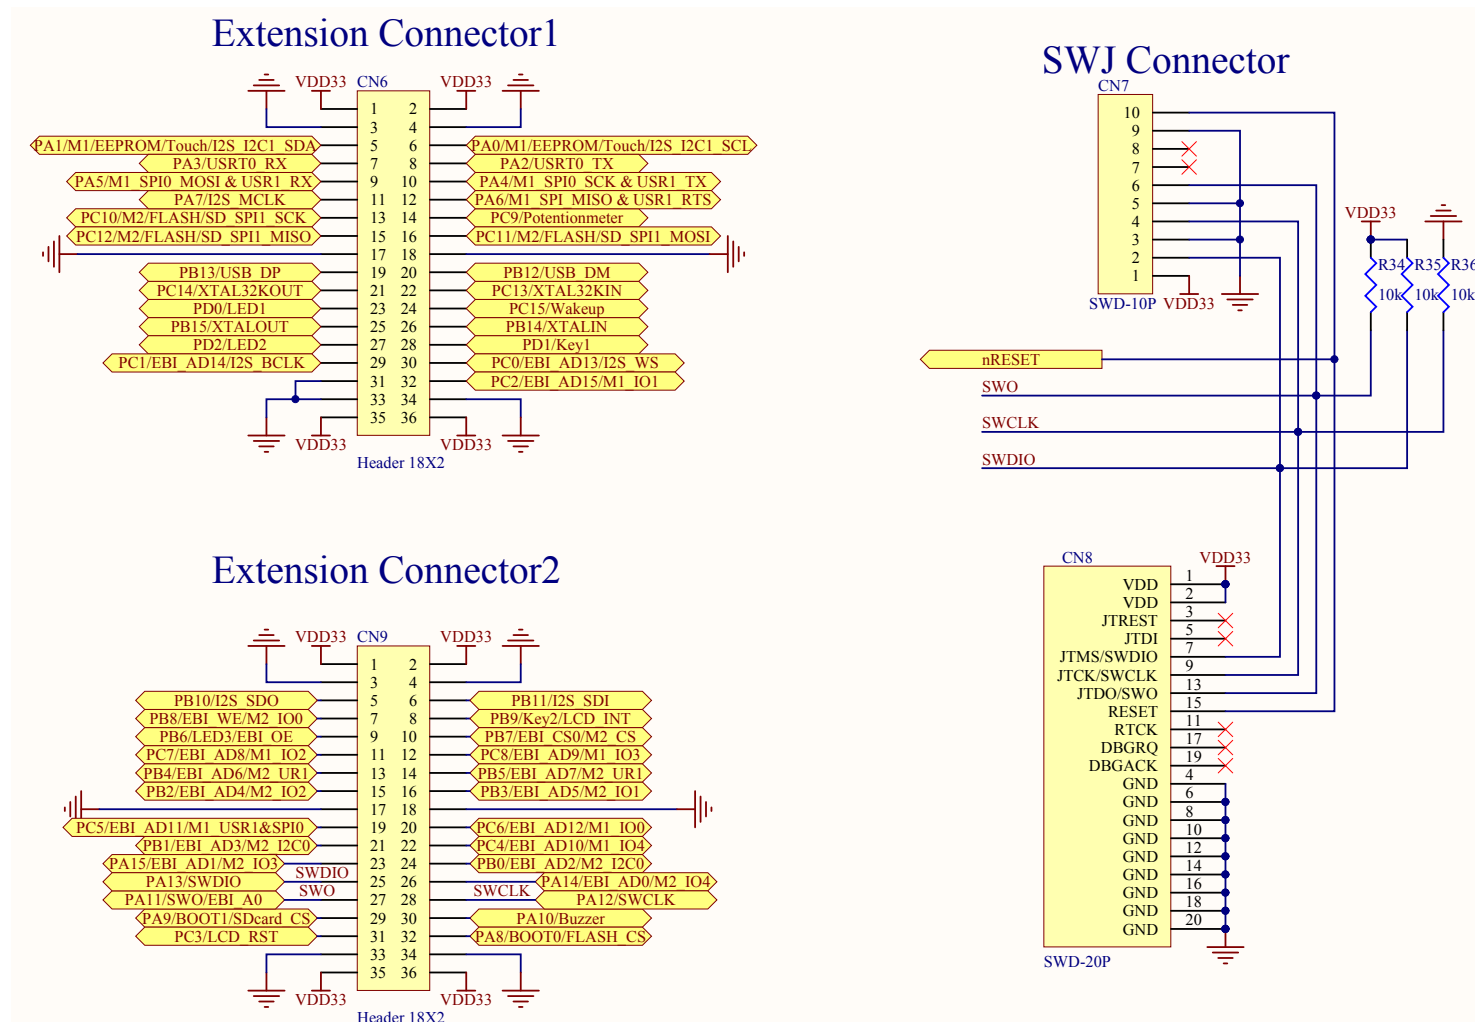 Extension Connector1
VDD33 CN6 VDD33
1 2
3 4
PA1/M1/EEPROM/Touch/I2S_I2C1_SDA 5 6 PA0/M1/EEPROM/Touch/I2S_I2C1_SCL
PA3/USRT0_RX 7 8 PA2/USRT0_TX
PA5/M1_SPI0_MOSI & USR1_RX 9 10 PA4/M1_SPI0_SCK & USR1_TX
PA7/I2S_MCLK 11 12 PA6/M1_SPI_MISO & USR1_RTS
PC10/M2/FLASH/SD_SPI1_SCK 13 14 PC9/Potentionmeter
PC12/M2/FLASH/SD_SPI1_MISO 15 16 PC11/M2/FLASH/SD_SPI1_MOSI
17 18
PB13/USB_DP 19 20 PB12/USB_DM
PC14/XTAL32KOUT 21 22 PC13/XTAL32KIN
PD0/LED1 23 24 PC15/Wakeup
PB15/XTALOUT 25 26 PB14/XTALIN
PD2/LED2 27 28 PD1/Key1
PC1/EBI_AD14/I2S_BCLK 29 30 PC0/EBI_AD13/I2S_WS
31 32 PC2/EBI_AD15/M1_IO1
33 34
35 36
VDD33 VDD33
Header 18X2
SWJ Connector
CN7
10
9
8
7
6
5
4
3
2
1
SWD-10P VDD33
VDD33
R34 R35 R36
10k 10k 10k
nRESET
SWO
SWCLK
SWDIO
Extension Connector2
VDD33 CN9 VDD33
1 2
3 4
PB10/I2S_SDO 5 6 PB11/I2S_SDI
PB8/EBI_WE/M2_IO0 7 8 PB9/Key2/LCD_INT
PB6/LED3/EBI_OE 9 10 PB7/EBI_CS0/M2_CS
PC7/EBI_AD8/M1_IO2 11 12 PC8/EBI_AD9/M1_IO3
PB4/EBI_AD6/M2_UR1 13 14 PB5/EBI_AD7/M2_UR1
PB2/EBI_AD4/M2_IO2 15 16 PB3/EBI_AD5/M2_IO1
17 18
PC5/EBI_AD11/M1_USR1&SPI0 19 20 PC6/EBI_AD12/M1_IO0
PB1/EBI_AD3/M2_I2C0 21 22 PC4/EBI_AD10/M1_IO4
PA15/EBI_AD1/M2_IO3 23 24 PB0/EBI_AD2/M2_I2C0
PA13/SWDIO SWDIO 25 26 PA14/EBI_AD0/M2_IO4
PA11/SWO/EBI_A0 SWO 27 28 SWCLK PA12/SWCLK
PA9/BOOT1/SDcard_CS 29 30 PA10/Buzzer
PC3/LCD_RST 31 32 PA8/BOOT0/FLASH_CS
33 34
35 36
VDD33 VDD33
Header 18X2
CN8 VDD33
VDD 1
VDD 2
JTREST 3
JTDI 5
JTMS/SWDIO 7
JTCK/SWCLK 9
JTDO/SWO 13
RESET 15
RTCK 11
DBGRQ 17
DBGACK 19
GND 4
GND 6
GND 8
GND 10
GND 12
GND 14
GND 16
GND 18
GND 20
SWD-20P